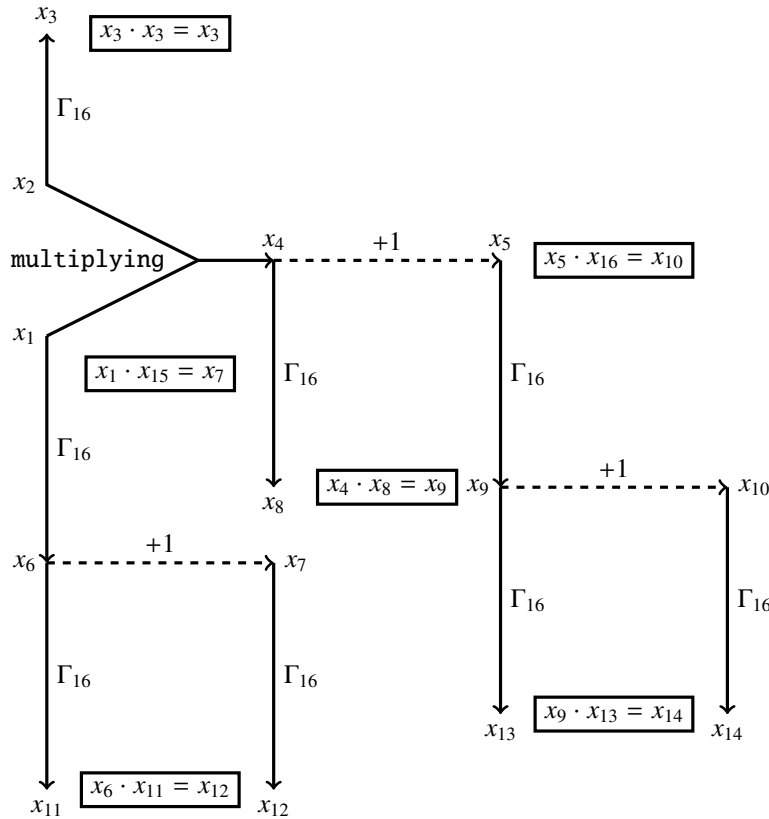 x₃
x₃ · x₃ = x₃
Γ₁₆
x₂
multiplying
x₄
+1
x₅
x₅ · x₁₆ = x₁₀
x₁
x₁ · x₁₅ = x₇
Γ₁₆
Γ₁₆
Γ₁₆
x₈
x₄ · x₈ = x₉
x₉
+1
x₁₀
x₆
+1
x₇
Γ₁₆
Γ₁₆
Γ₁₆
Γ₁₆
x₁₃
x₉ · x₁₃ = x₁₄
x₁₄
x₁₁
x₆ · x₁₁ = x₁₂
x₁₂